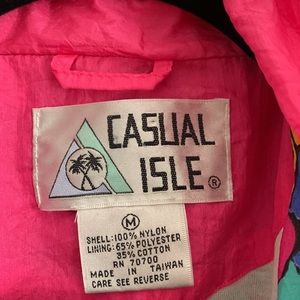 CASUAL
ISLE ®
M
SHELL: 100% NYLON
LINING: 65% POLYESTER
35% COTTON
RN 70700
MADE IN TAIWAN
CARE SEE REVERSE